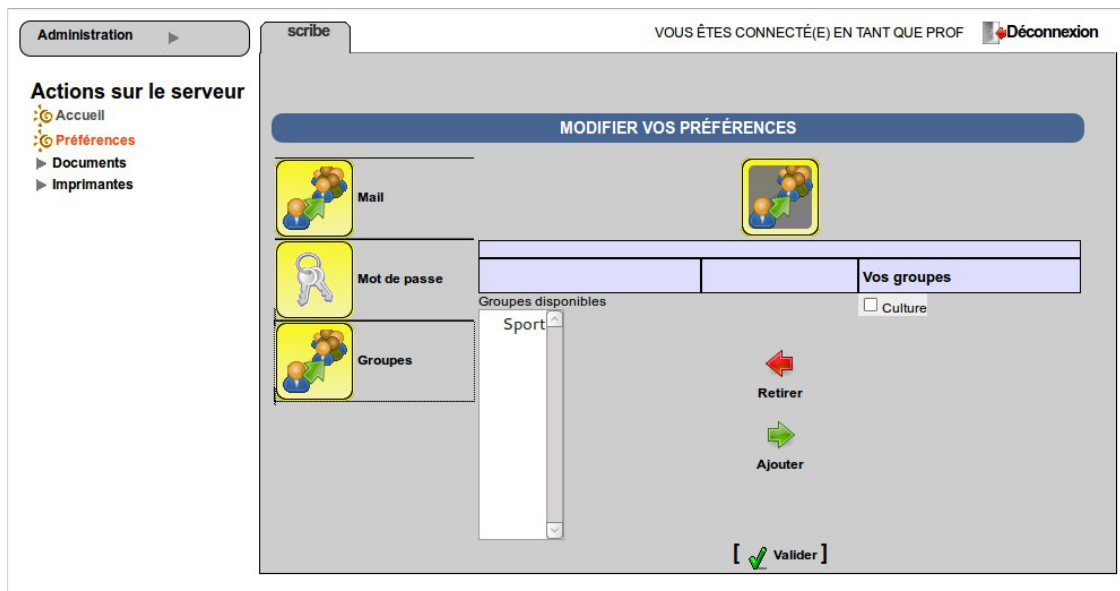 Administration
scribe
VOUS ÊTES CONNECTÉ(E) EN TANT QUE PROF
Déconnexion
Actions sur le serveur
Accueil
Préférences
Documents
Imprimantes
MODIFIER VOS PRÉFÉRENCES
Mail
Mot de passe
Groupes
Vos groupes
Groupes disponibles
Culture
Sport
Retirer
Ajouter
[ Valider ]